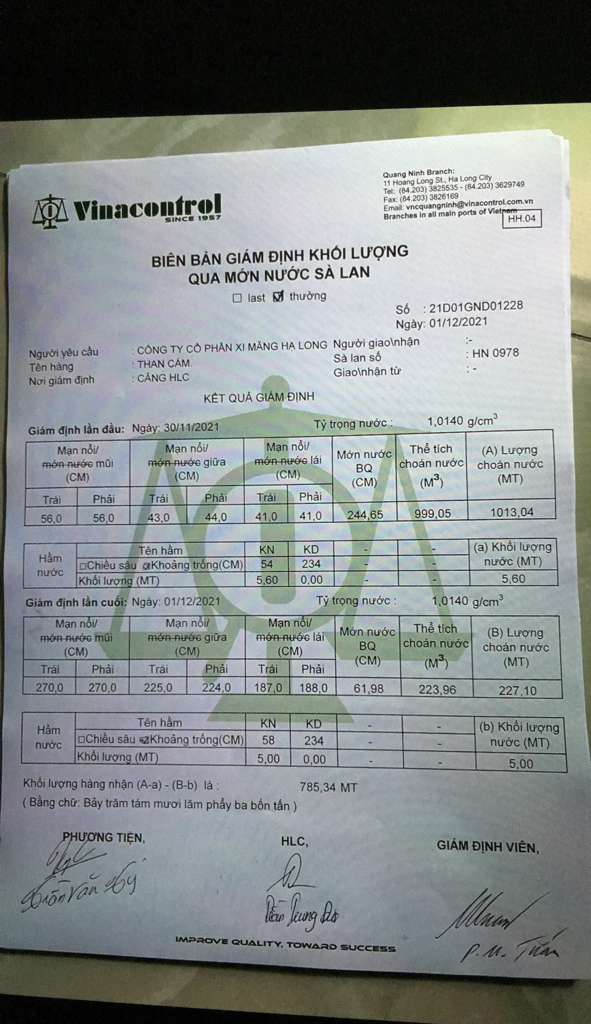 Vinacontrol
SINCE 1957
Quang Ninh Branch:
11 Hoang Long St., Ha Long City
Tel: (84.203) 3825535 - (84.203) 3629749
Fax: (84.203) 3826169
Email: vncquangninh@vinacontrol.com.vn
Branches in all main ports of Vietnam
HH.04
BIÊN BẢN GIÁM ĐỊNH KHỐI LƯỢNG
QUA MỚN NƯỚC SÀ LAN
□ last ☑ thường
Số : 21D01GND01228
Ngày: 01/12/2021
Người yêu cầu : CÔNG TY CỔ PHẦN XI MĂNG HẠ LONG Người giao\nhận :-
Tên hàng : THAN CÁM. Sà lan số : HN 0978
Nơi giám định : CẢNG HLC Giao\nhận từ : -
KẾT QUẢ GIÁM ĐỊNH
Giám định lần đầu: Ngày: 30/11/2021 Tỷ trọng nước : 1,0140 g/cm³
Mạn nổi/ Mạn nổi/ Mạn nổi/ Mớn nước Thể tích (A) Lượng
mớn nước mũi mớn nước giữa mớn nước lái BQ choán nước choán nước
(CM) (CM) (CM) (CM) (M³) (MT)
Trái Phải Trái Phải Trái Phải
56,0 56,0 43,0 44,0 41,0 41,0 244,65 999,05 1013,04
Hầm nước Tên hầm KN KD - - (a) Khối lượng nước (MT)
□Chiều sâu ☑Khoảng trống(CM) 54 234 - -
Khối lượng (MT) 5,60 0,00 - - 5,60
Giám định lần cuối: Ngày: 01/12/2021 Tỷ trọng nước : 1,0140 g/cm³
Mạn nổi/ Mạn nổi/ Mạn nổi/ Mớn nước Thể tích (B) Lượng
mớn nước mũi mớn nước giữa mớn nước lái BQ choán nước choán nước
(CM) (CM) (CM) (CM) (M³) (MT)
Trái Phải Trái Phải Trái Phải
270,0 270,0 225,0 224,0 187,0 188,0 61,98 223,96 227,10
Hầm nước Tên hầm KN KD - - (b) Khối lượng nước (MT)
□Chiều sâu ☑Khoảng trống(CM) 58 234 - -
Khối lượng (MT) 5,00 0,00 - - 5,00
Khối lượng hàng nhận (A-a) - (B-b) là : 785,34 MT
( Bằng chữ: Bảy trăm tám mươi lăm phẩy ba bốn tấn )
PHƯƠNG TIỆN, HLC, GIÁM ĐỊNH VIÊN,
P.M. Tuấn
IMPROVE QUALITY, TOWARD SUCCESS